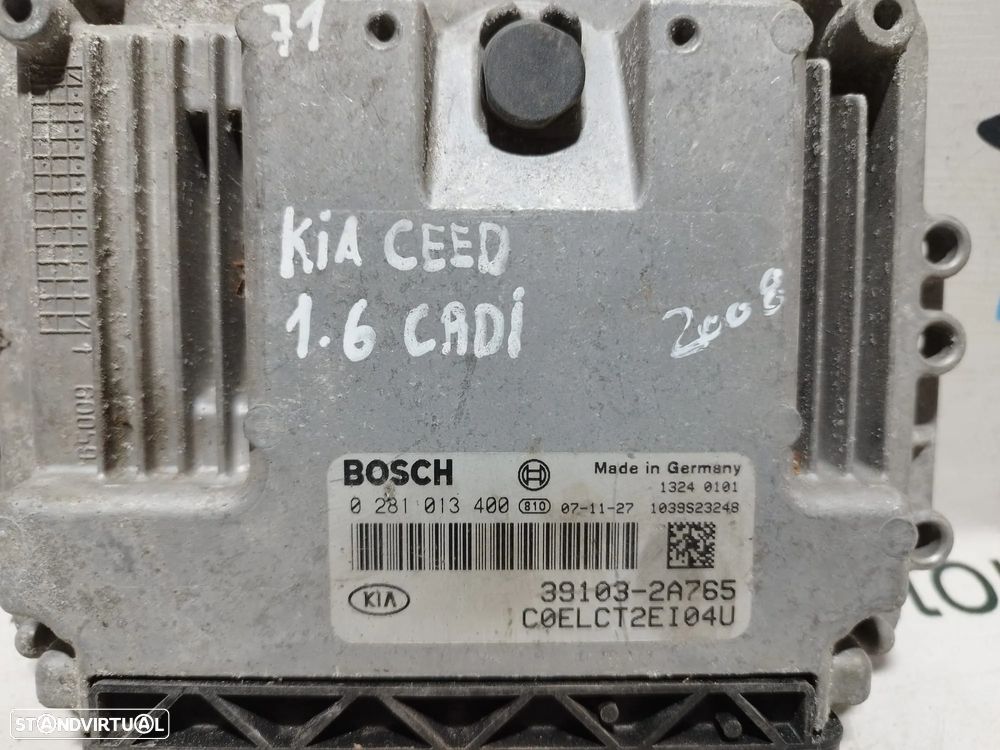 71
KiA CEED
1.6 CRDi
2008
60059
BOSCH
Made in Germany
1324 0101
0 281 013 400 810 07-11-27 1039S23248
KIA
39103-2A765
C0ELCT2EI04U
STANDVIRTUAL